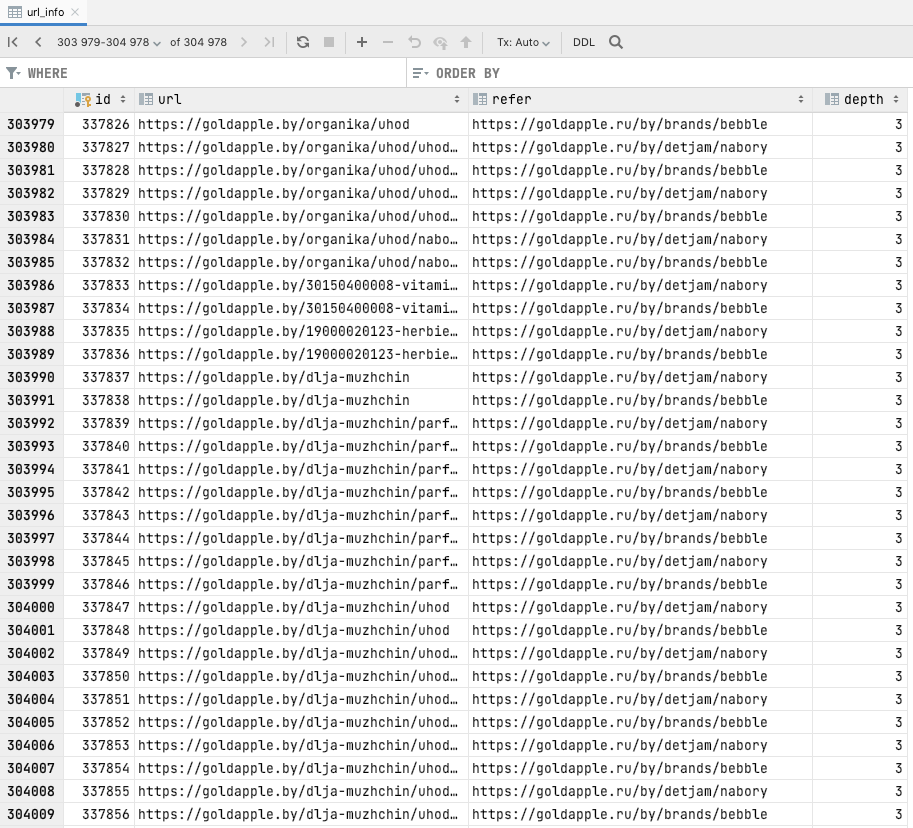 url_info
303 979-304 978 of 304 978 Tx: Auto DDL
WHERE ORDER BY
id url refer depth
303979 337826 https://goldapple.by/organika/uhod https://goldapple.ru/by/brands/bebble 3
303980 337827 https://goldapple.by/organika/uhod/uhod… https://goldapple.ru/by/detjam/nabory 3
303981 337828 https://goldapple.by/organika/uhod/uhod… https://goldapple.ru/by/brands/bebble 3
303982 337829 https://goldapple.by/organika/uhod/uhod… https://goldapple.ru/by/detjam/nabory 3
303983 337830 https://goldapple.by/organika/uhod/uhod… https://goldapple.ru/by/brands/bebble 3
303984 337831 https://goldapple.by/organika/uhod/nabo… https://goldapple.ru/by/detjam/nabory 3
303985 337832 https://goldapple.by/organika/uhod/nabo… https://goldapple.ru/by/brands/bebble 3
303986 337833 https://goldapple.by/30150400008-vitami… https://goldapple.ru/by/detjam/nabory 3
303987 337834 https://goldapple.by/30150400008-vitami… https://goldapple.ru/by/brands/bebble 3
303988 337835 https://goldapple.by/19000020123-herbie… https://goldapple.ru/by/detjam/nabory 3
303989 337836 https://goldapple.by/19000020123-herbie… https://goldapple.ru/by/brands/bebble 3
303990 337837 https://goldapple.by/dlja-muzhchin https://goldapple.ru/by/detjam/nabory 3
303991 337838 https://goldapple.by/dlja-muzhchin https://goldapple.ru/by/brands/bebble 3
303992 337839 https://goldapple.by/dlja-muzhchin/parf… https://goldapple.ru/by/detjam/nabory 3
303993 337840 https://goldapple.by/dlja-muzhchin/parf… https://goldapple.ru/by/brands/bebble 3
303994 337841 https://goldapple.by/dlja-muzhchin/parf… https://goldapple.ru/by/detjam/nabory 3
303995 337842 https://goldapple.by/dlja-muzhchin/parf… https://goldapple.ru/by/brands/bebble 3
303996 337843 https://goldapple.by/dlja-muzhchin/parf… https://goldapple.ru/by/detjam/nabory 3
303997 337844 https://goldapple.by/dlja-muzhchin/parf… https://goldapple.ru/by/brands/bebble 3
303998 337845 https://goldapple.by/dlja-muzhchin/parf… https://goldapple.ru/by/detjam/nabory 3
303999 337846 https://goldapple.by/dlja-muzhchin/parf… https://goldapple.ru/by/brands/bebble 3
304000 337847 https://goldapple.by/dlja-muzhchin/uhod https://goldapple.ru/by/detjam/nabory 3
304001 337848 https://goldapple.by/dlja-muzhchin/uhod https://goldapple.ru/by/brands/bebble 3
304002 337849 https://goldapple.by/dlja-muzhchin/uhod… https://goldapple.ru/by/detjam/nabory 3
304003 337850 https://goldapple.by/dlja-muzhchin/uhod… https://goldapple.ru/by/brands/bebble 3
304004 337851 https://goldapple.by/dlja-muzhchin/uhod… https://goldapple.ru/by/detjam/nabory 3
304005 337852 https://goldapple.by/dlja-muzhchin/uhod… https://goldapple.ru/by/brands/bebble 3
304006 337853 https://goldapple.by/dlja-muzhchin/uhod… https://goldapple.ru/by/detjam/nabory 3
304007 337854 https://goldapple.by/dlja-muzhchin/uhod… https://goldapple.ru/by/brands/bebble 3
304008 337855 https://goldapple.by/dlja-muzhchin/uhod… https://goldapple.ru/by/detjam/nabory 3
304009 337856 https://goldapple.by/dlja-muzhchin/uhod… https://goldapple.ru/by/brands/bebble 3